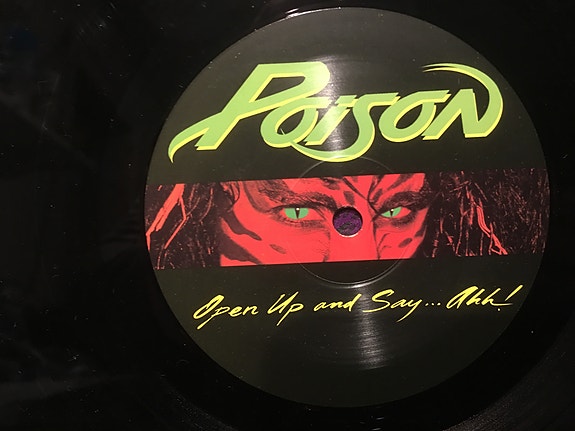 POISON
Open Up and Say... Ahh!